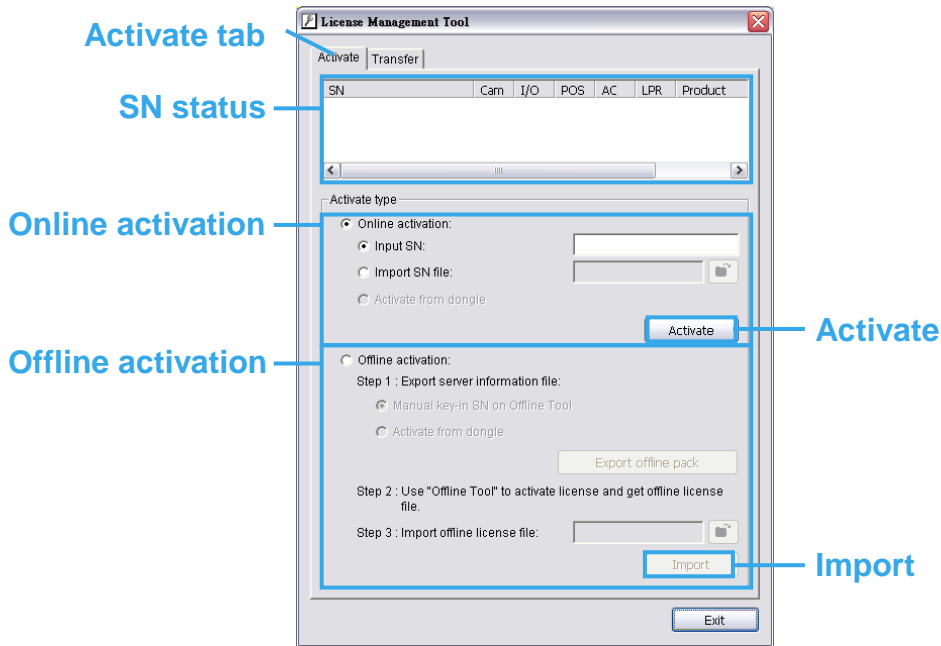 License Management Tool
Activate tab
Activate Transfer
SN Cam I/O POS AC LPR Product
SN status
Activate type
Online activation
Online activation:
Input SN:
Import SN file:
Activate from dongle
Activate
Activate
Offline activation
Offline activation:
Step 1 : Export server information file:
Manual key-in SN on Offline Tool
Activate from dongle
Export offline pack
Step 2 : Use "Offline Tool" to activate license and get offline license
file.
Step 3 : Import offline license file:
Import
Import
Exit